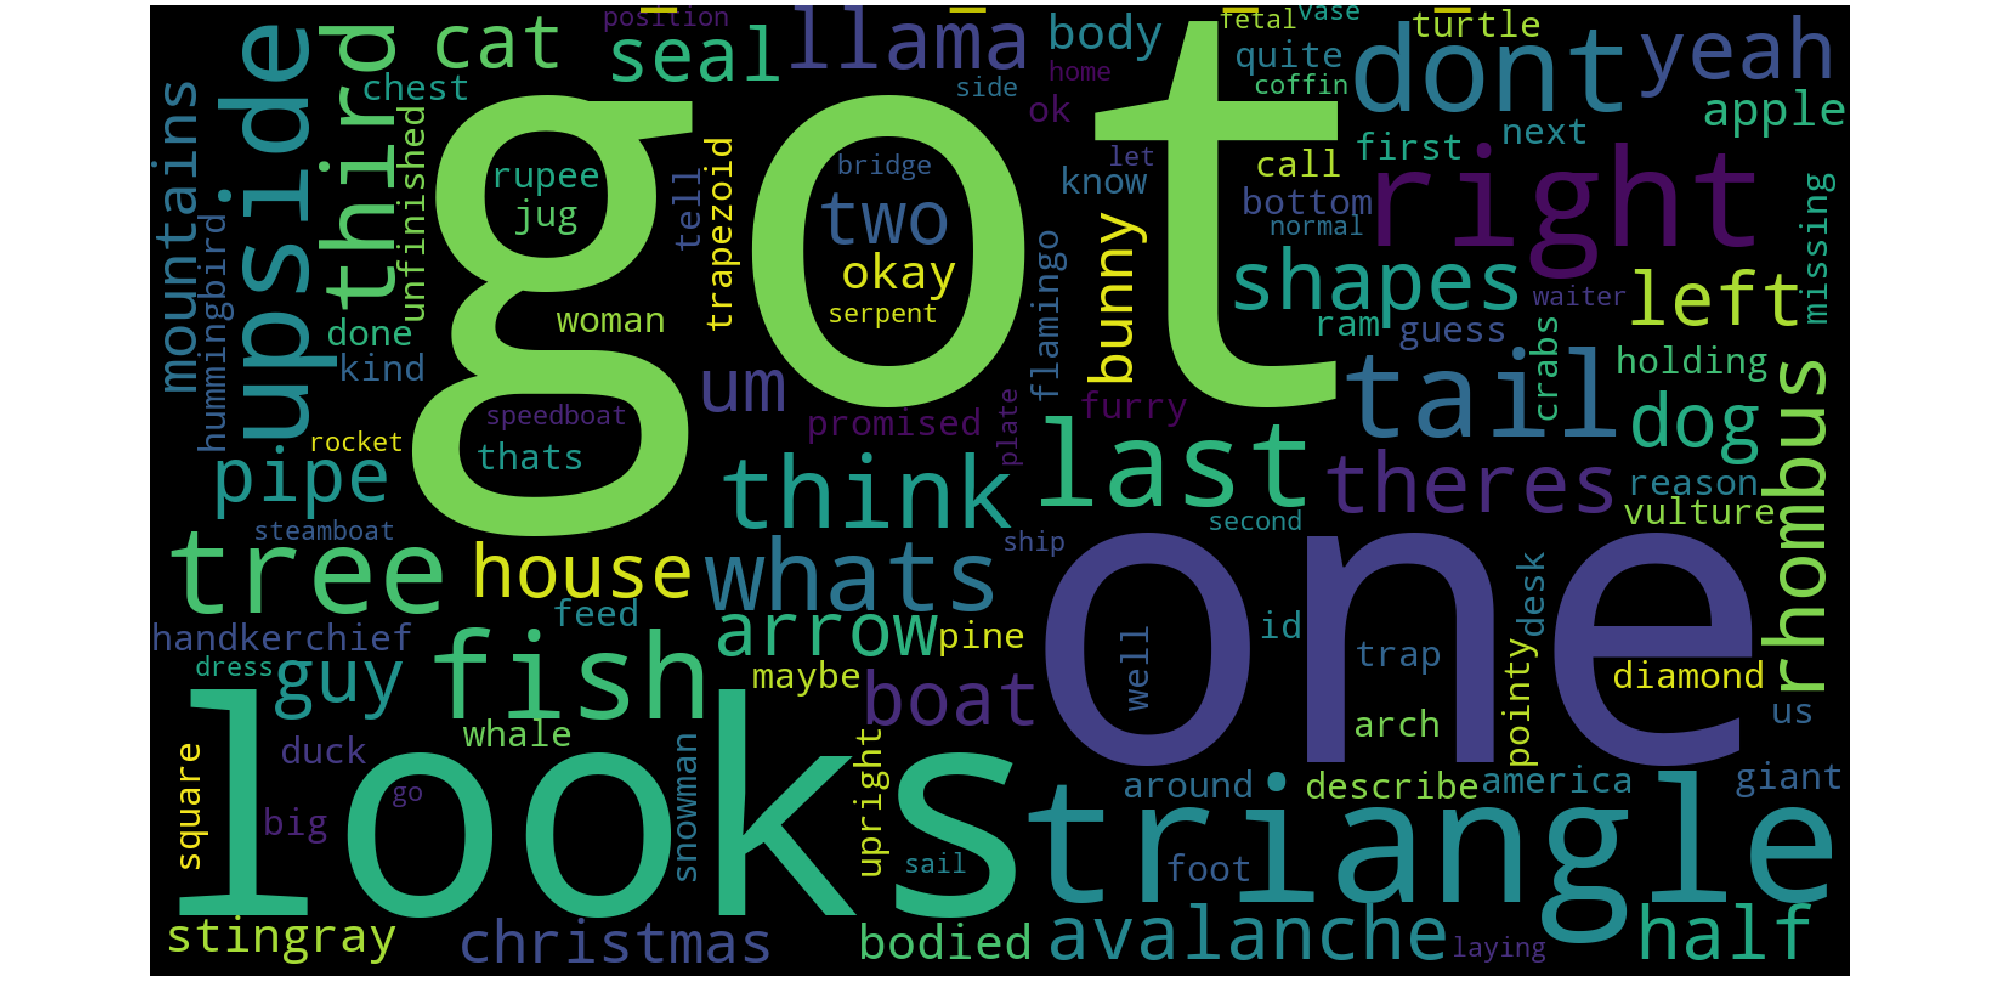 position
cat
seal
llama
body
fetal
vase
turtle
dont
yeah
quite
home
coffin
side
chest
ok
apple
upside
third
mountains
hummingbird
unfinished
got
rupee
jug
tell
trapezoid
bridge
two
okay
serpent
let
know
flamingo
bunny
call
first
next
bottom
normal
right
missing
shapes
waiter
left
ram
guess
crabs
holding
done
kind
woman
um
speedboat
thats
promised
plate
furry
tail
dog
rhombus
rocket
pipe
think
last
theres
reason
vulture
steamboat
second
ship
tree
house
whats
one
desk
feed
handkerchief
arrow
pine
well
id
trap
pointy
diamond
dress
guy
fish
maybe
boat
arch
us
whale
duck
square
big
go
looks
snowman
upright
sail
around
describe
america
giant
triangle
foot
stingray
christmas
bodied
avalanche
laying
half